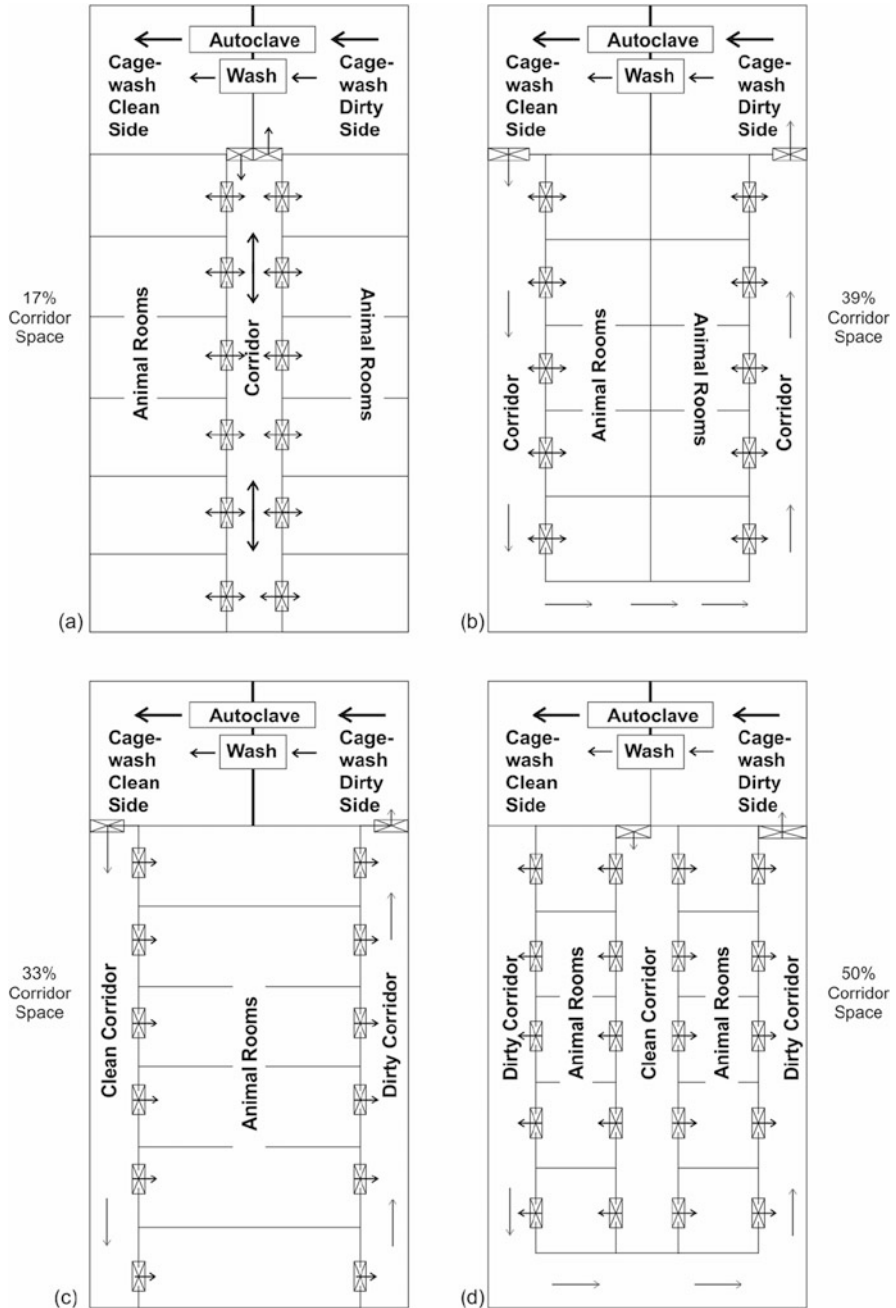 Autoclave
Wash
Cage-
wash
Clean
Side
Cage-
wash
Dirty
Side
17%
Corridor
Space
Animal Rooms
Corridor
Animal Rooms
(a)
Autoclave
Wash
Cage-
wash
Clean
Side
Cage-
wash
Dirty
Side
39%
Corridor
Space
Corridor
Animal Rooms
Animal Rooms
Corridor
(b)
Autoclave
Wash
Cage-
wash
Clean
Side
Cage-
wash
Dirty
Side
33%
Corridor
Space
Clean Corridor
Animal Rooms
Dirty Corridor
(c)
Autoclave
Wash
Cage-
wash
Clean
Side
Cage-
wash
Dirty
Side
50%
Corridor
Space
Dirty Corridor
Animal Rooms
Clean Corridor
Animal Rooms
Dirty Corridor
(d)